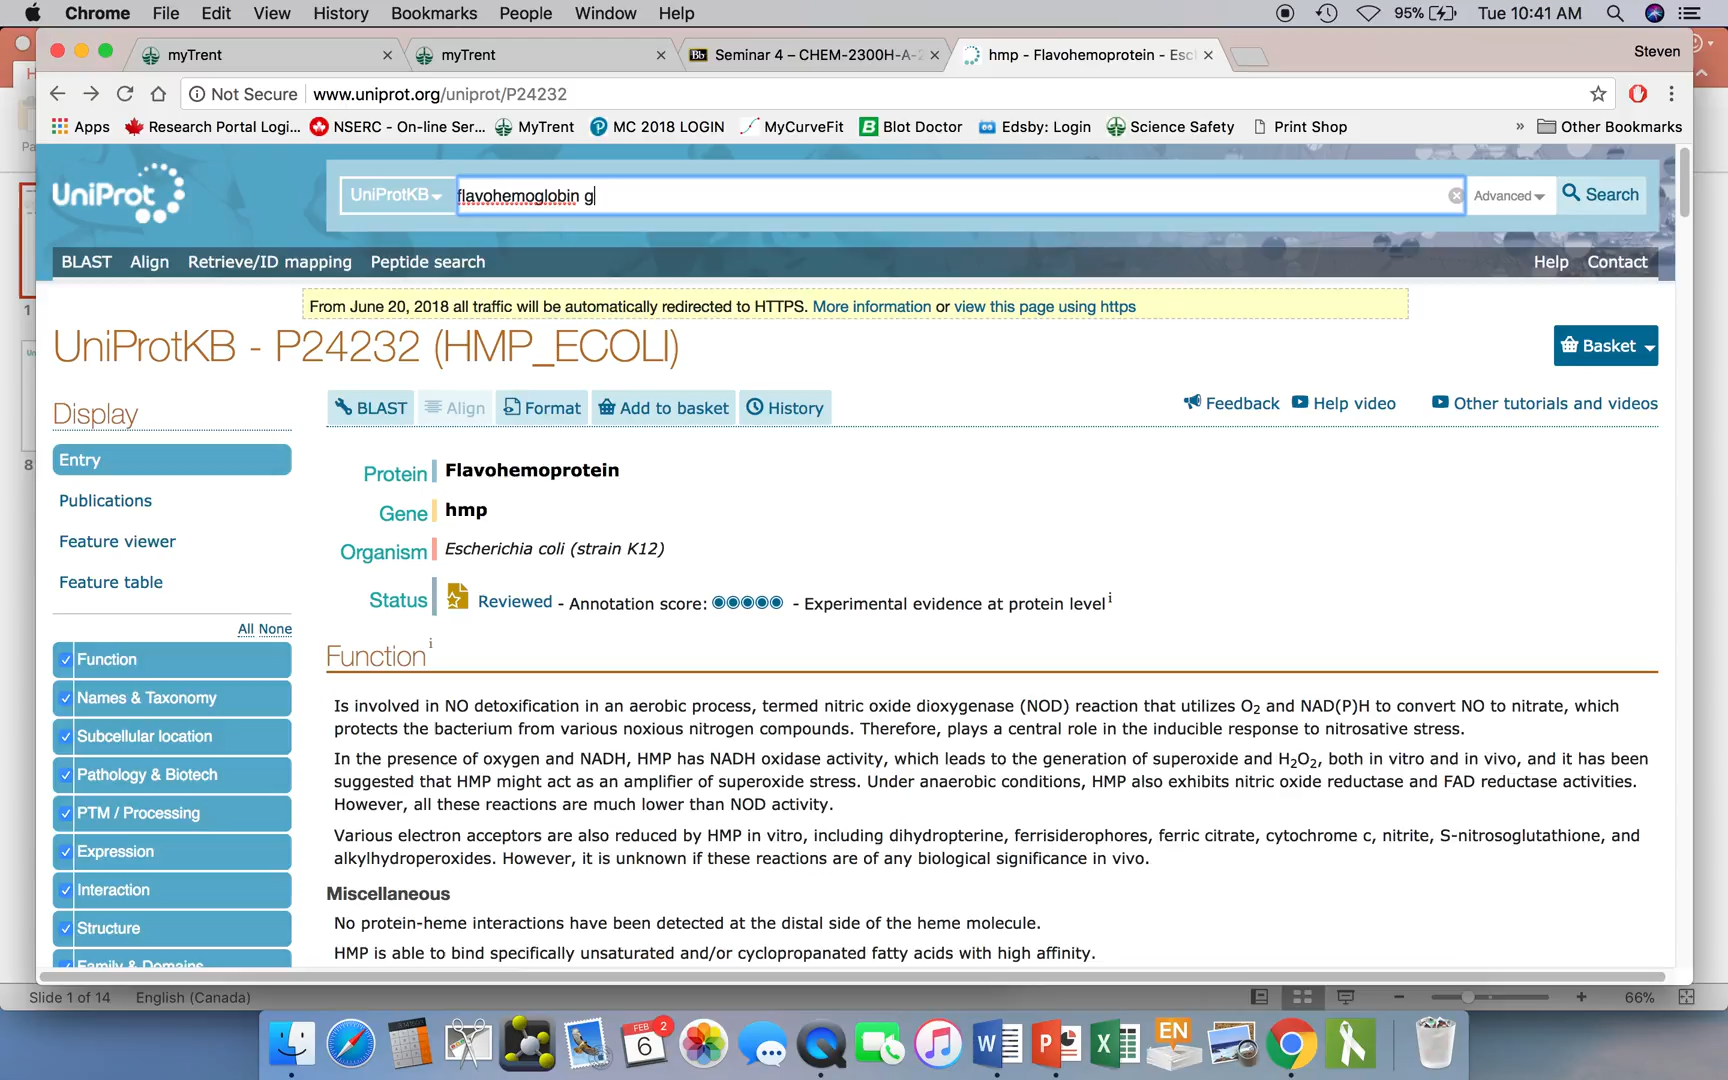 Chrome File Edit View History Bookmarks People Window Help 95% Tue 10:41 AM
myTrent myTrent Bb Seminar 4 – CHEM-2300H-A-2 hmp - Flavohemoprotein - Esc Steven
Not Secure www.uniprot.org/uniprot/P24232
Apps Research Portal Logi... NSERC - On-line Ser... MyTrent MC 2018 LOGIN MyCurveFit Blot Doctor Edsby: Login Science Safety Print Shop » Other Bookmarks
UniProt UniProtKB flavohemoglobin g Advanced Search
BLAST Align Retrieve/ID mapping Peptide search Help Contact
From June 20, 2018 all traffic will be automatically redirected to HTTPS. More information or view this page using https
UniProtKB - P24232 (HMP_ECOLI) Basket
Display BLAST Align Format Add to basket History Feedback Help video Other tutorials and videos
Entry
Publications
Feature viewer
Feature table
All None
Function
Names & Taxonomy
Subcellular location
Pathology & Biotech
PTM / Processing
Expression
Interaction
Structure
Family & Domains
Protein Flavohemoprotein
Gene hmp
Organism Escherichia coli (strain K12)
Status Reviewed - Annotation score: - Experimental evidence at protein level i
Function i
Is involved in NO detoxification in an aerobic process, termed nitric oxide dioxygenase (NOD) reaction that utilizes O2 and NAD(P)H to convert NO to nitrate, which
protects the bacterium from various noxious nitrogen compounds. Therefore, plays a central role in the inducible response to nitrosative stress.
In the presence of oxygen and NADH, HMP has NADH oxidase activity, which leads to the generation of superoxide and H2O2, both in vitro and in vivo, and it has been
suggested that HMP might act as an amplifier of superoxide stress. Under anaerobic conditions, HMP also exhibits nitric oxide reductase and FAD reductase activities.
However, all these reactions are much lower than NOD activity.
Various electron acceptors are also reduced by HMP in vitro, including dihydropterine, ferrisiderophores, ferric citrate, cytochrome c, nitrite, S-nitrosoglutathione, and
alkylhydroperoxides. However, it is unknown if these reactions are of any biological significance in vivo.
Miscellaneous
No protein-heme interactions have been detected at the distal side of the heme molecule.
HMP is able to bind specifically unsaturated and/or cyclopropanated fatty acids with high affinity.
1
8
Slide 1 of 14 English (Canada) 66%
FEB 2
6
W P X EN